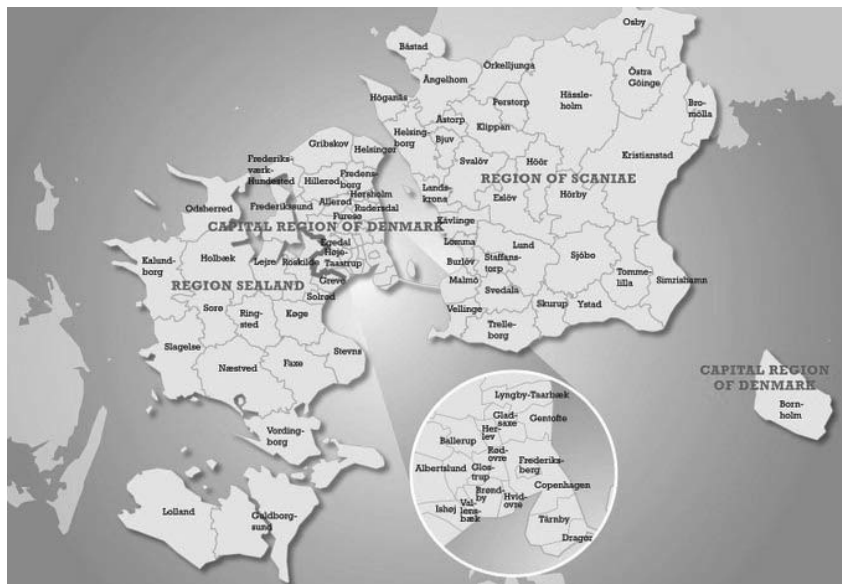 Osby
Båstad
Örkelljunga
Östra
Göinge
Ängelhom
Hässle-
holm
Höganäs
Perstorp
Bro-
mölla
Åstorp
Helsing-
borg
Bjuv
Klippan
Kristianstad
Svalöv
Höör
REGION OF SCANIAE
Lands-
krona
Eslöv
Hörby
Kävlinge
Lomma
Lund
Staffans-
torp
Burlöv
Sjöbo
Malmö
Tomme-
lilla
Simrishamn
Svedala
Vellinge
Skurup
Ystad
Trelle-
borg
Gribskov
Helsingør
Frederiks-
værk-
Hundested
Hillerød
Fredens-
borg
Hørsholm
Allerød
Rudersdal
Frederikssund
Furesø
Odsherred
CAPITAL REGION OF DENMARK
Egedal
Høje-
Taastrup
Kalund-
borg
Holbæk
Lejre
Roskilde
Greve
REGION SEALAND
Solrød
Sorø
Ring-
sted
Køge
Slagelse
Stevns
Næstved
Faxe
Vording-
borg
Lolland
Guldborg-
sund
CAPITAL REGION
OF DENMARK
Born-
holm
Lyngby-Taarbæk
Glad-
saxe
Gentofte
Her-
lev
Ballerup
Rød-
ovre
Albertslund
Glos-
trup
Frederiks-
berg
Copenhagen
Brønd-
by
Hvid-
ovre
Ishøj
Val-
lens-
bæk
Tårnby
Dragør